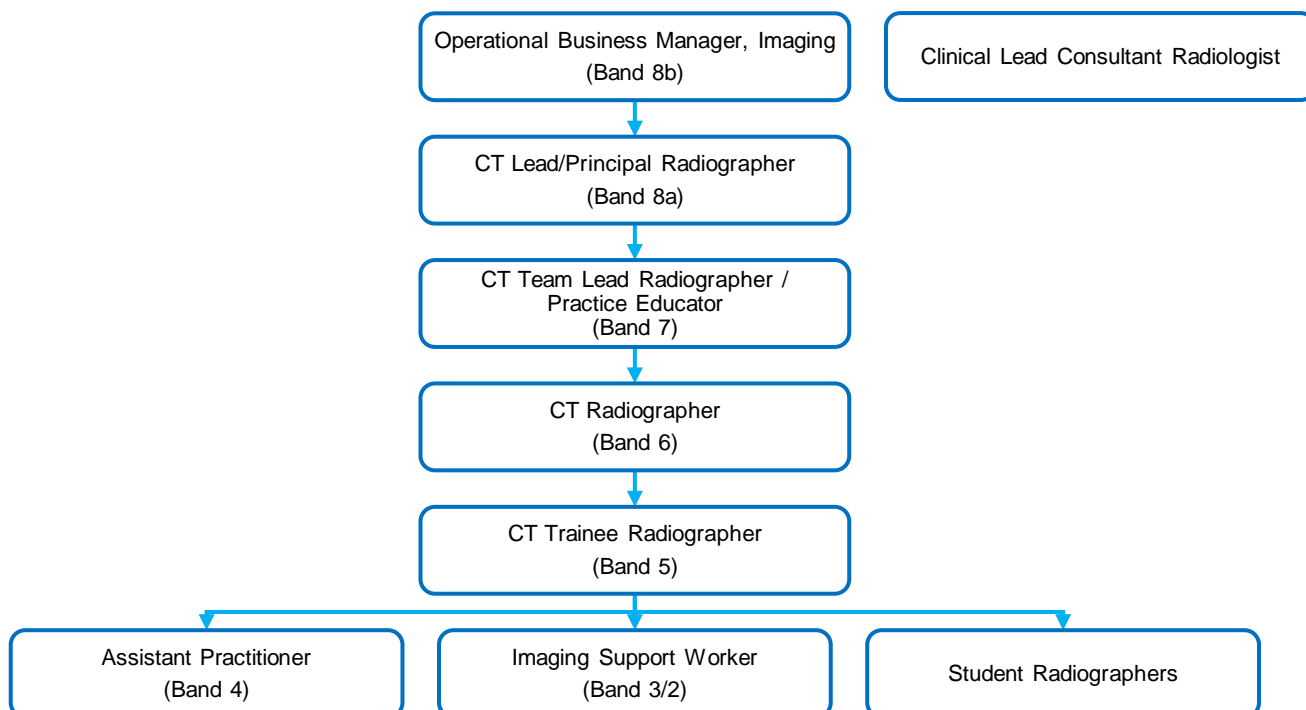 Operational Business Manager, Imaging
(Band 8b)
Clinical Lead Consultant Radiologist
CT Lead/Principal Radiographer
(Band 8a)
CT Team Lead Radiographer /
Practice Educator
(Band 7)
CT Radiographer
(Band 6)
CT Trainee Radiographer
(Band 5)
Assistant Practitioner
(Band 4)
Imaging Support Worker
(Band 3/2)
Student Radiographers